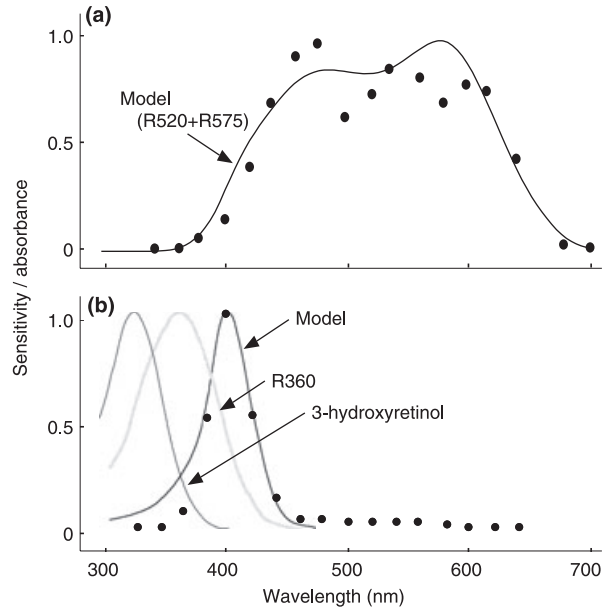 (a)
1.0
Model
(R520+R575)
0.5
0
Sensitivity / absorbance
(b)
1.0
Model
R360
3-hydroxyretinol
0.5
0
300 400 500 600 700
Wavelength (nm)